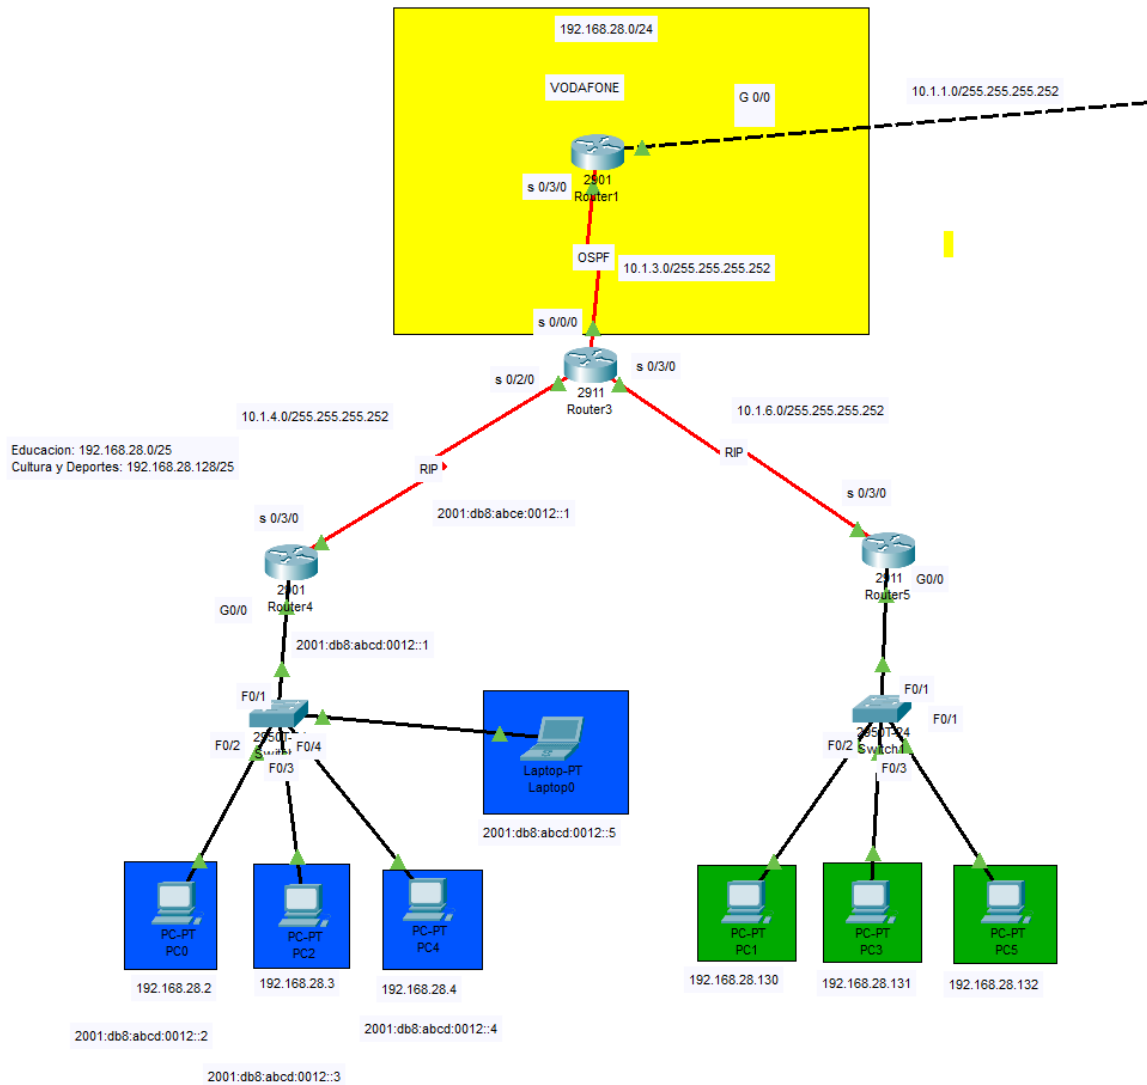 192.168.28.0/24
VODAFONE
G 0/0
10.1.1.0/255.255.255.252
2901
Router1
s 0/3/0
OSPF
10.1.3.0/255.255.255.252
s 0/0/0
2911
Router3
s 0/2/0
s 0/3/0
10.1.4.0/255.255.255.252
10.1.6.0/255.255.255.252
Educacion: 192.168.28.0/25
Cultura y Deportes: 192.168.28.128/25
RIP
RIP
2001:db8:abce:0012::1
s 0/3/0
s 0/3/0
2901
Router4
2911
Router5
G0/0
G0/0
2001:db8:abcd:0012::1
F0/1
F0/2
F0/3
F0/4
Laptop-PT
Laptop0
2001:db8:abcd:0012::5
F0/1
F0/1
2950T-24
Switch1
F0/2
F0/3
PC-PT
PC0
PC-PT
PC2
PC-PT
PC4
PC-PT
PC1
PC-PT
PC3
PC-PT
PC5
192.168.28.2
192.168.28.3
192.168.28.4
192.168.28.130
192.168.28.131
192.168.28.132
2001:db8:abcd:0012::2
2001:db8:abcd:0012::4
2001:db8:abcd:0012::3